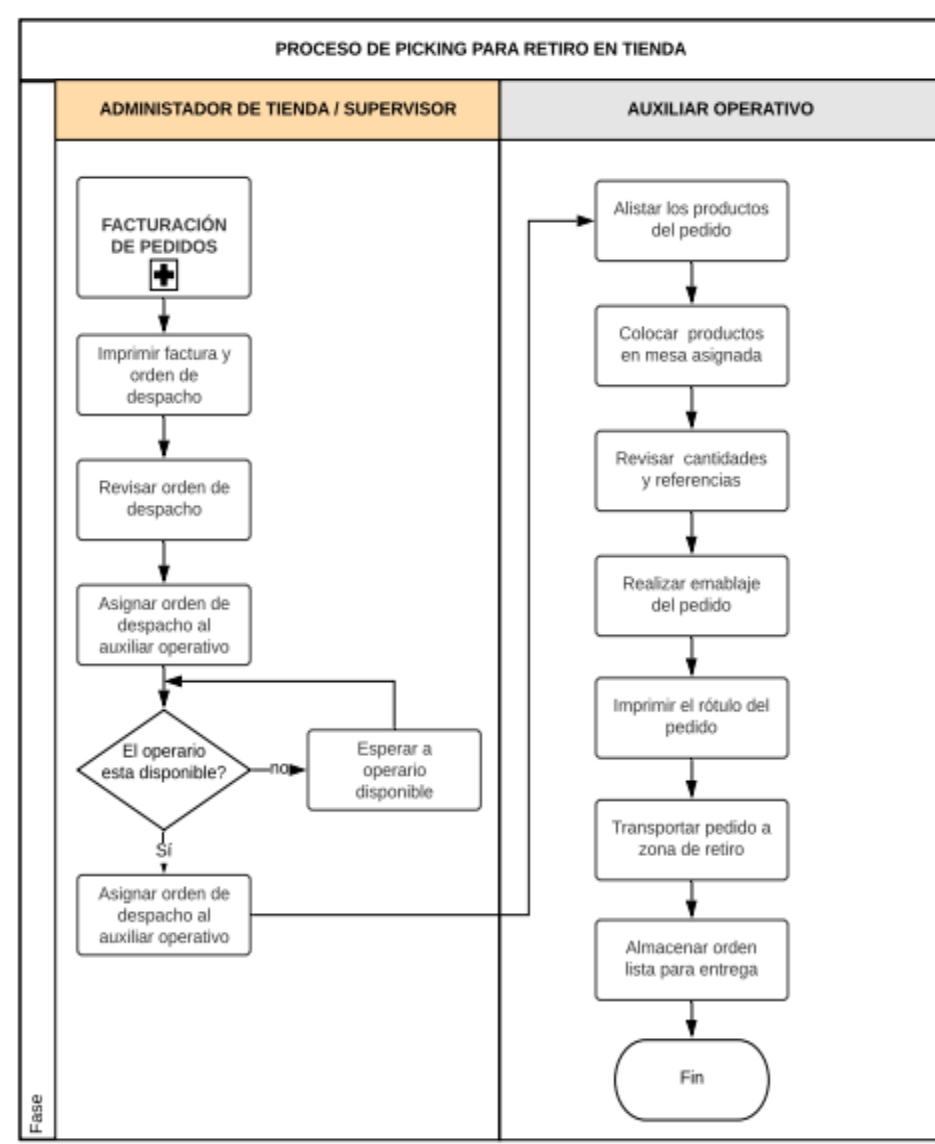 PROCESO DE PICKING PARA RETIRO EN TIENDA
ADMINISTADOR DE TIENDA / SUPERVISOR
AUXILIAR OPERATIVO
FACTURACIÓN
DE PEDIDOS
Imprimir factura y
orden de
despacho
Revisar orden de
despacho
Asignar orden de
despacho al
auxiliar operativo
El operario
esta disponible?
no
Esperar a
operario
disponible
Sí
Asignar orden de
despacho al
auxiliar operativo
Alistar los productos
del pedido
Colocar productos
en mesa asignada
Revisar cantidades
y referencias
Realizar emablaje
del pedido
Imprimir el rótulo del
pedido
Transportar pedido a
zona de retiro
Almacenar orden
lista para entrega
Fin
Fase